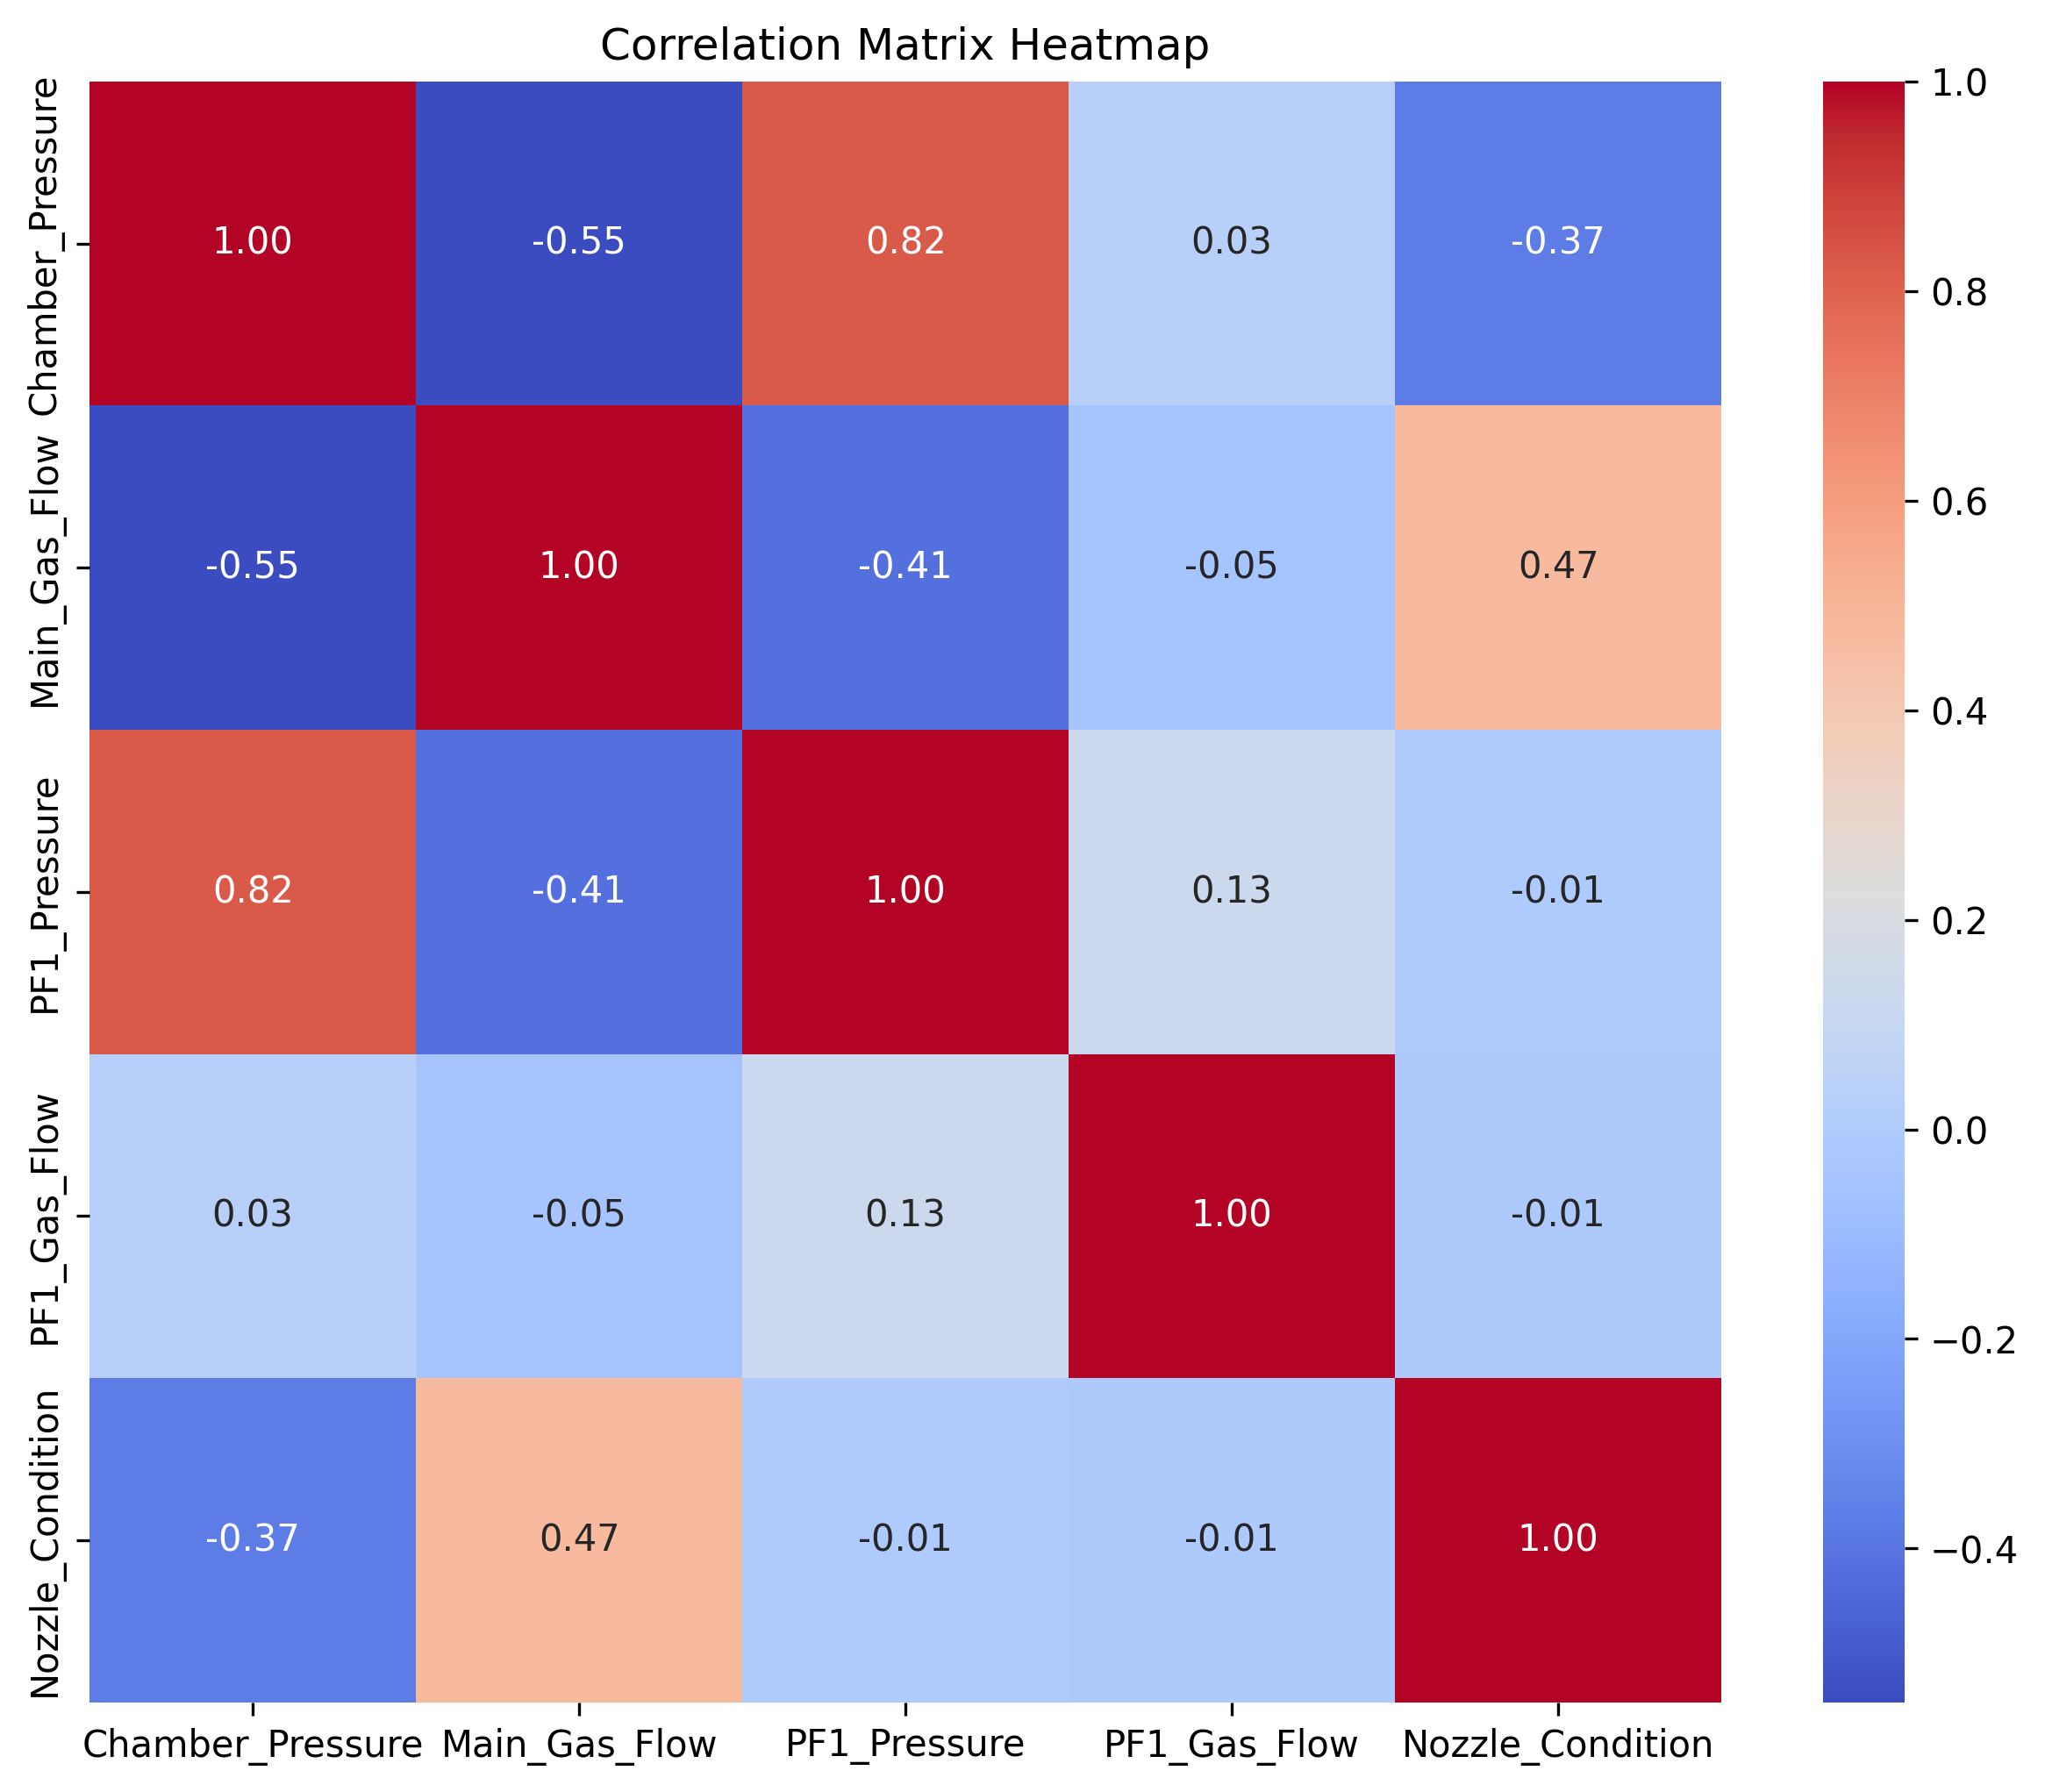 Correlation Matrix Heatmap
Chamber_Pressure 1.00 -0.55 0.82 0.03 -0.37
Main_Gas_Flow -0.55 1.00 -0.41 -0.05 0.47
PF1_Pressure 0.82 -0.41 1.00 0.13 -0.01
PF1_Gas_Flow 0.03 -0.05 0.13 1.00 -0.01
Nozzle_Condition -0.37 0.47 -0.01 -0.01 1.00
Chamber_Pressure Main_Gas_Flow PF1_Pressure PF1_Gas_Flow Nozzle_Condition
1.0
0.8
0.6
0.4
0.2
0.0
−0.2
−0.4